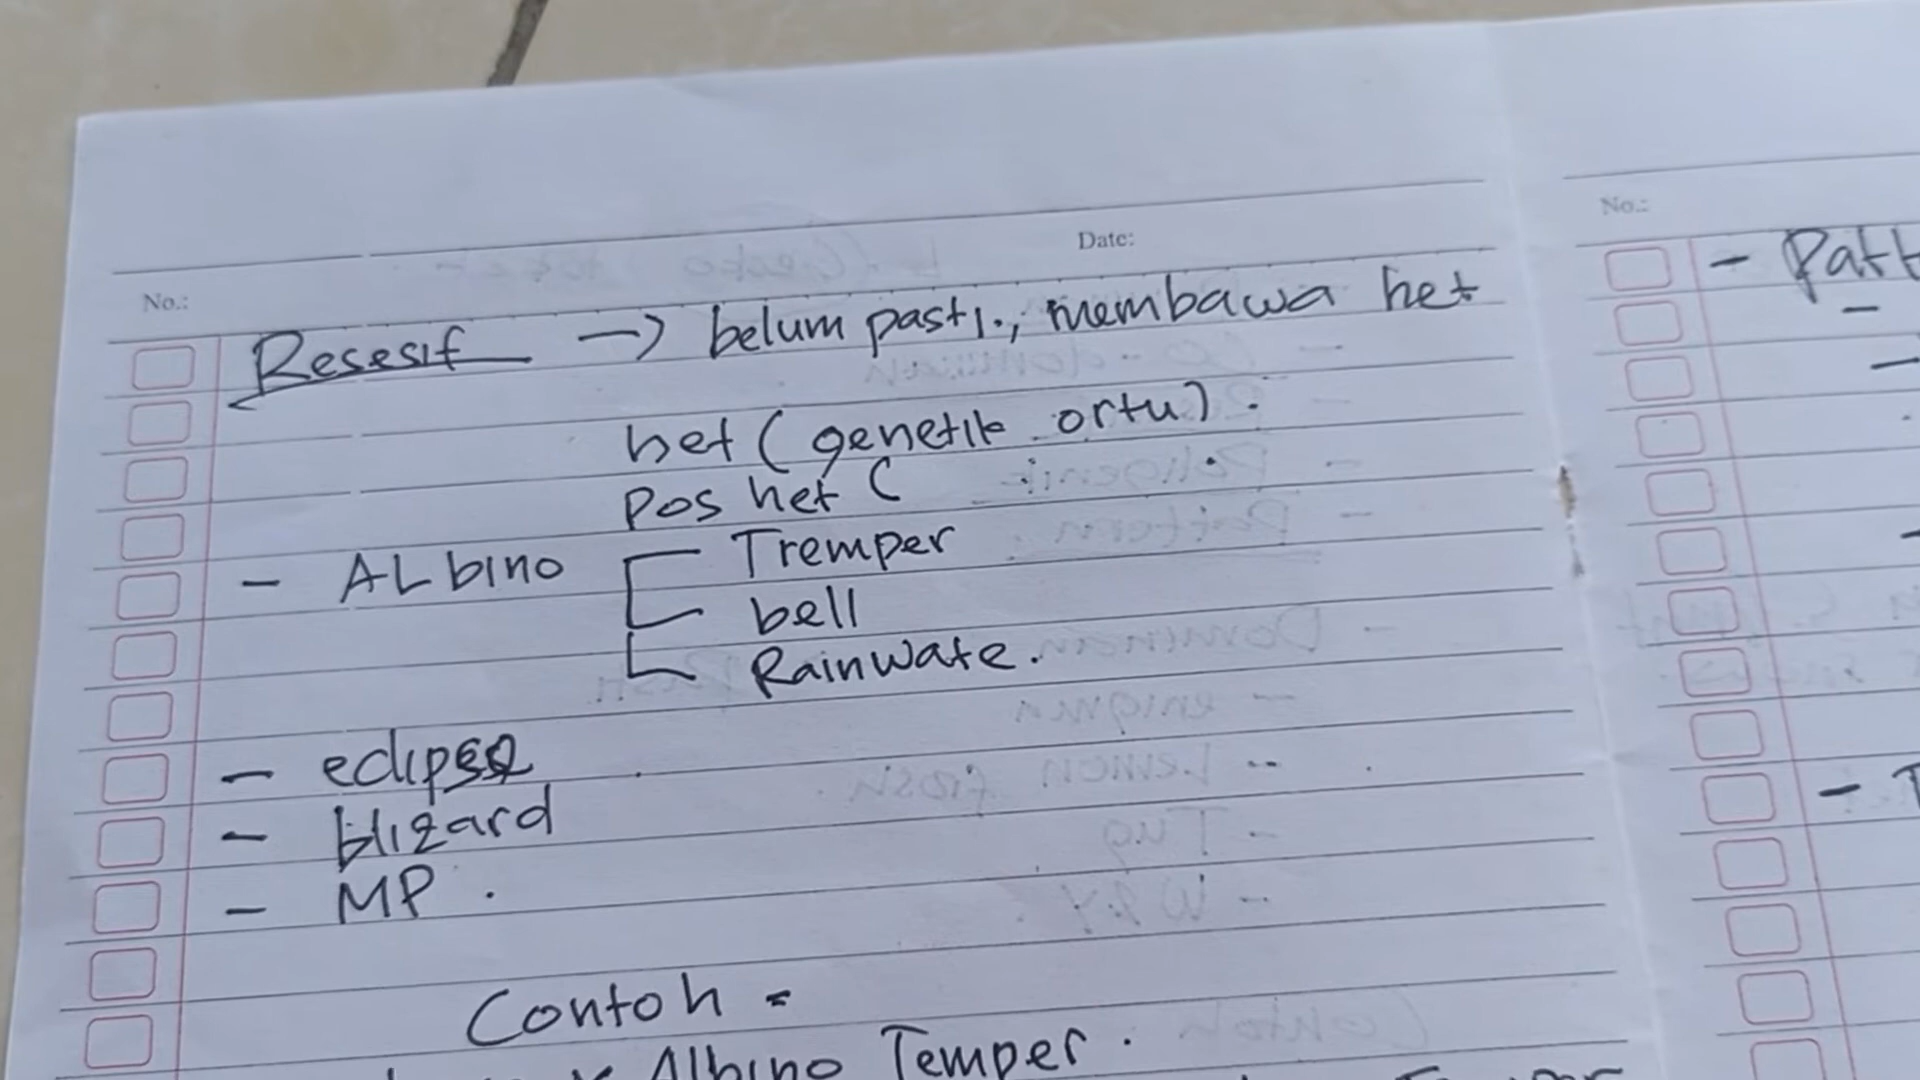 No.:
Date:
Resesif → belum pasti., membawa het
het (genetik ortu).
Pos het (
- ALbino Tremper
bell
Rainwate.
- eclipse
- blizard
- MP.
Contoh =
Albino Temper.
No.:
- Patt